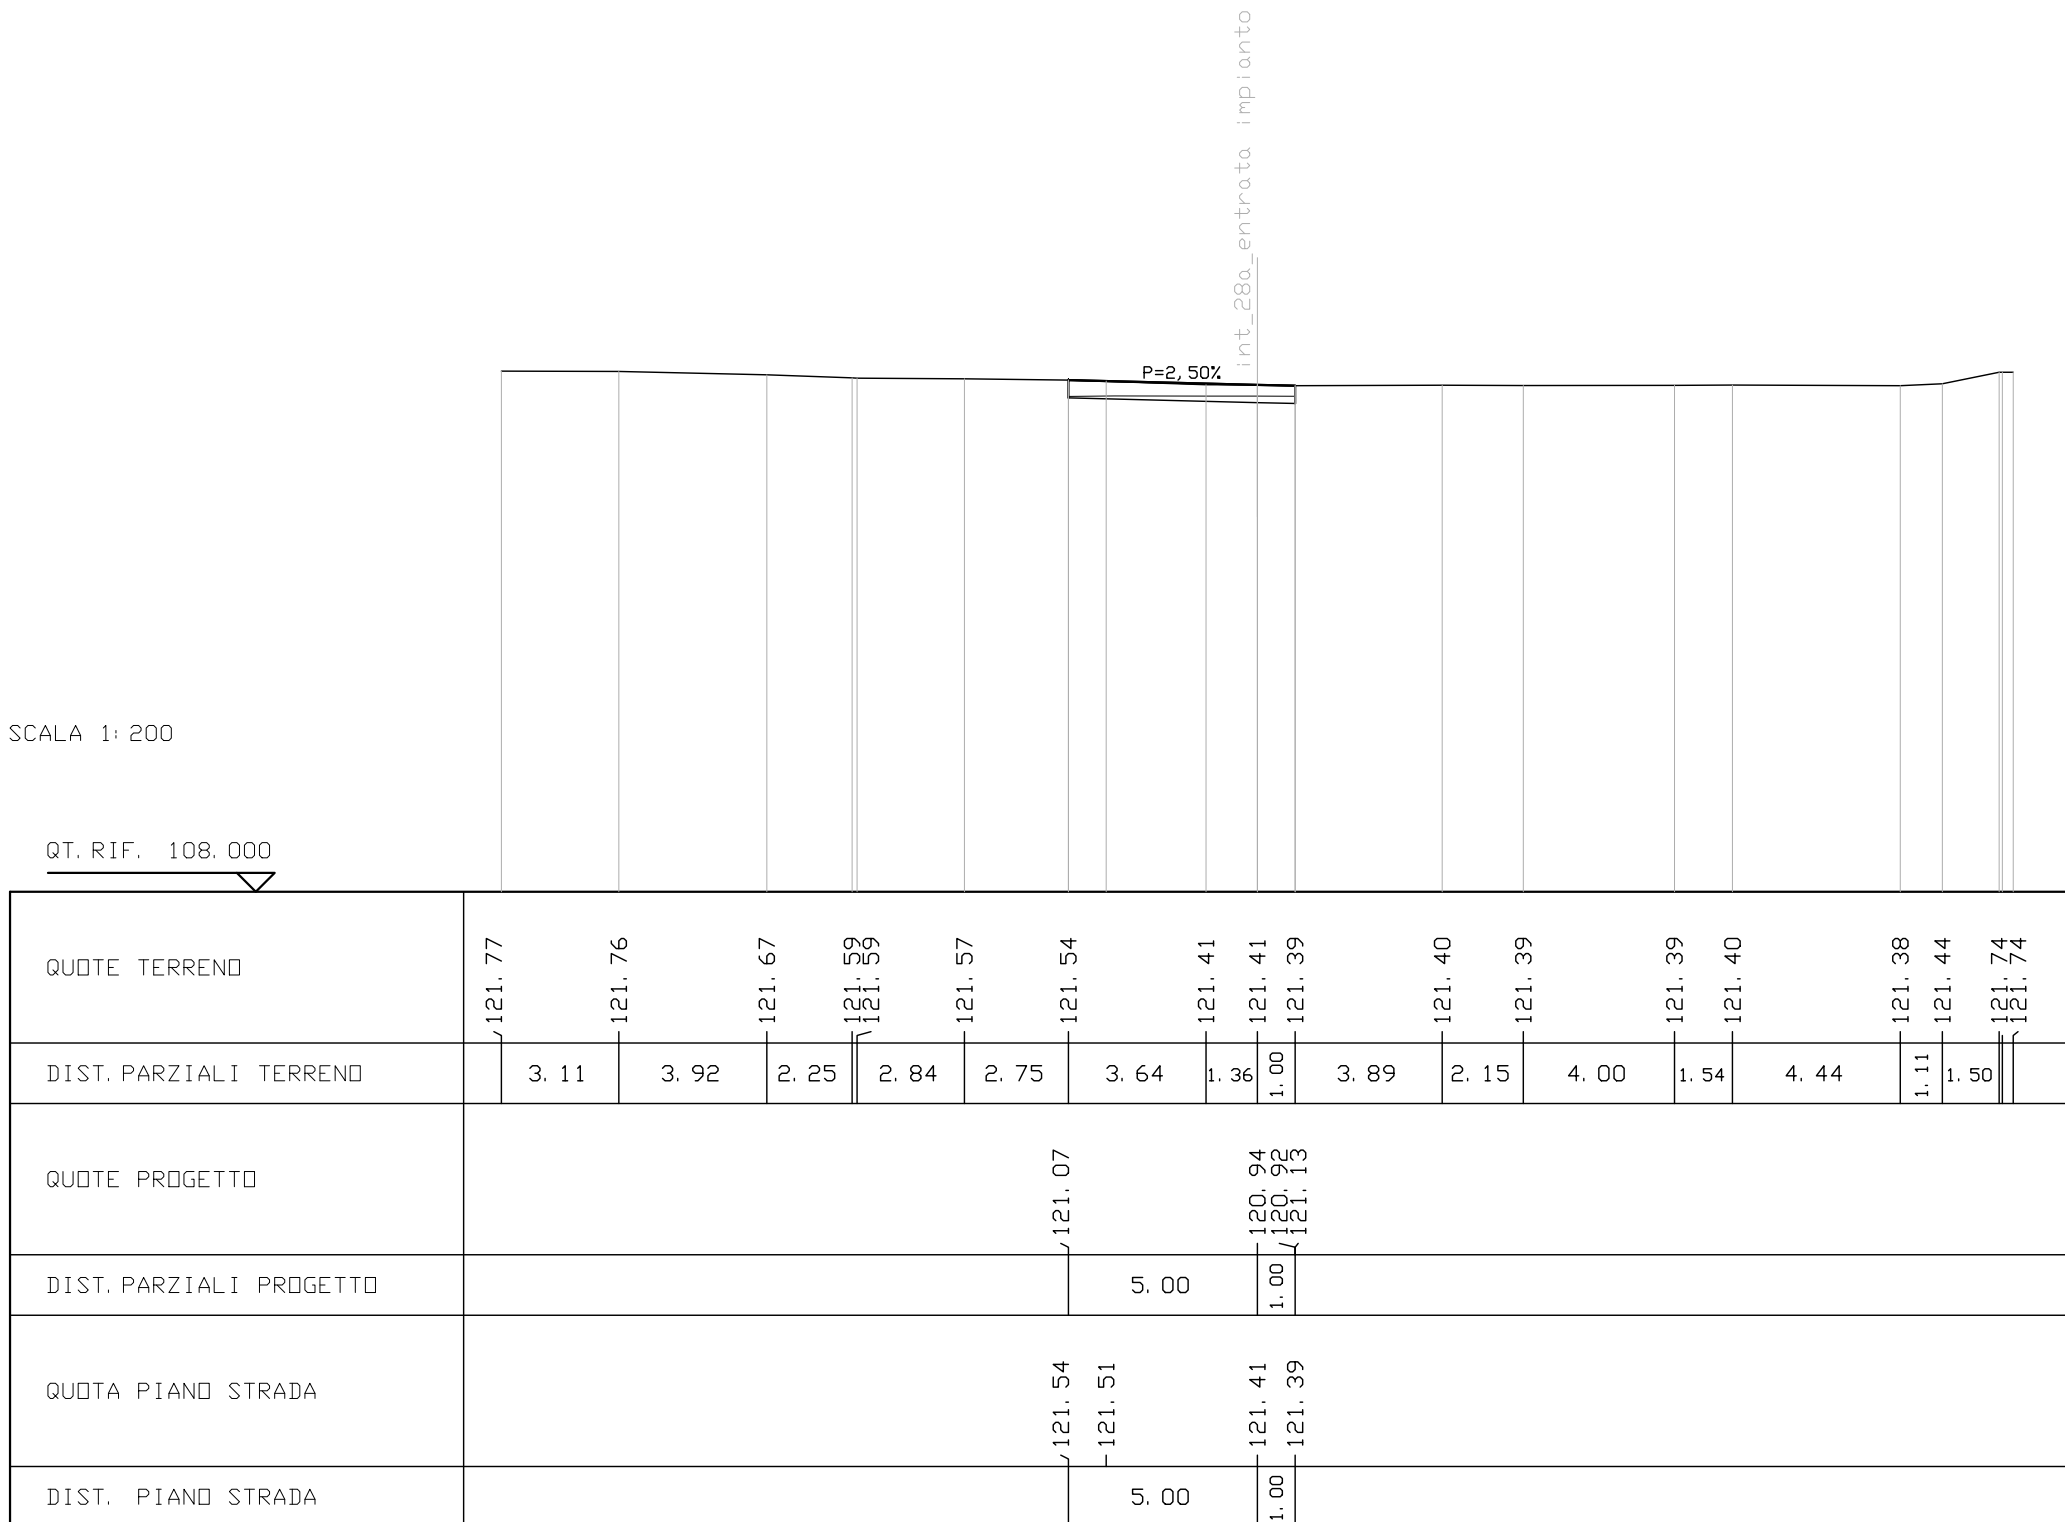 int_28a_entrata impianto
P=2,50%
SCALA 1:200
QT.RIF. 108.000
QUOTE TERRENO
121.77 121.76 121.67 121.59 121.59 121.57 121.54 121.41 121.41 121.39 121.40 121.39 121.39 121.40 121.38 121.44 121.74 121.74
DIST.PARZIALI TERRENO
3.11 3.92 2.25 2.84 2.75 3.64 1.36 1.00 3.89 2.15 4.00 1.54 4.44 1.11 1.50
QUOTE PROGETTO
121.07 120.94 120.92 121.13
DIST.PARZIALI PROGETTO
5.00 1.00
QUOTA PIANO STRADA
121.54 121.51 121.41 121.39
DIST. PIANO STRADA
5.00 1.00